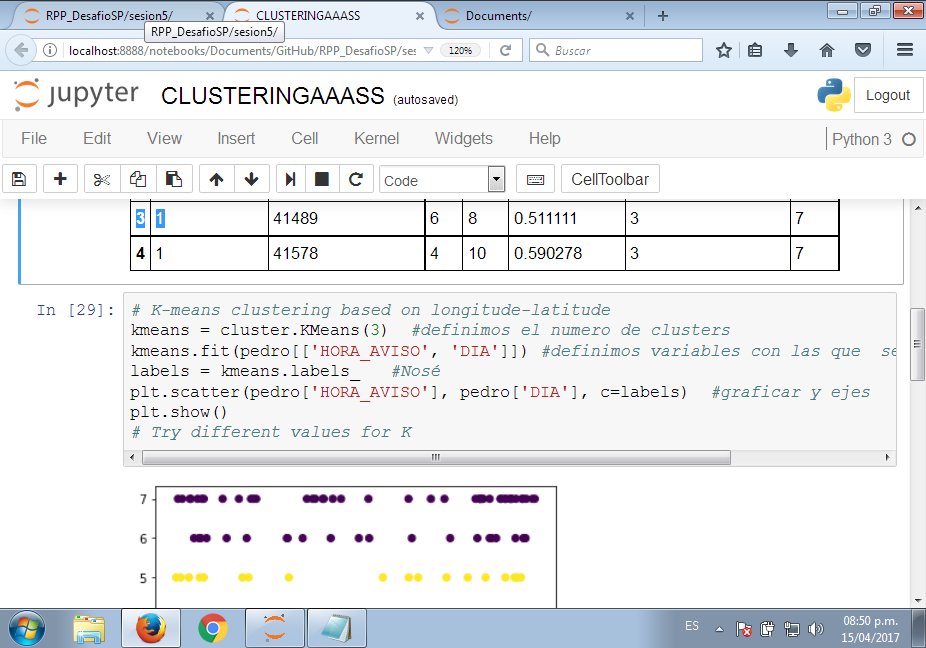 RPP_DesafioSP/sesion5/
CLUSTERINGAAASS
Documents/
RPP_DesafioSP/sesion5/
localhost:8888/notebooks/Documents/GitHub/RPP_DesafioSP/ses
120%
Buscar
jupyter
CLUSTERINGAAASS (autosaved)
Logout
File Edit View Insert Cell Kernel Widgets Help
Python 3
Code
CellToolbar
3 1 41489 6 8 0.511111 3 7
4 1 41578 4 10 0.590278 3 7
In [29]:
# K-means clustering based on longitude-latitude
kmeans = cluster.KMeans(3) #definimos el numero de clusters
kmeans.fit(pedro[['HORA_AVISO', 'DIA']]) #definimos variables con las que se
labels = kmeans.labels_ #Nosé
plt.scatter(pedro['HORA_AVISO'], pedro['DIA'], c=labels) #graficar y ejes
plt.show()
# Try different values for K
7
6
5
ES
08:50 p.m.
15/04/2017